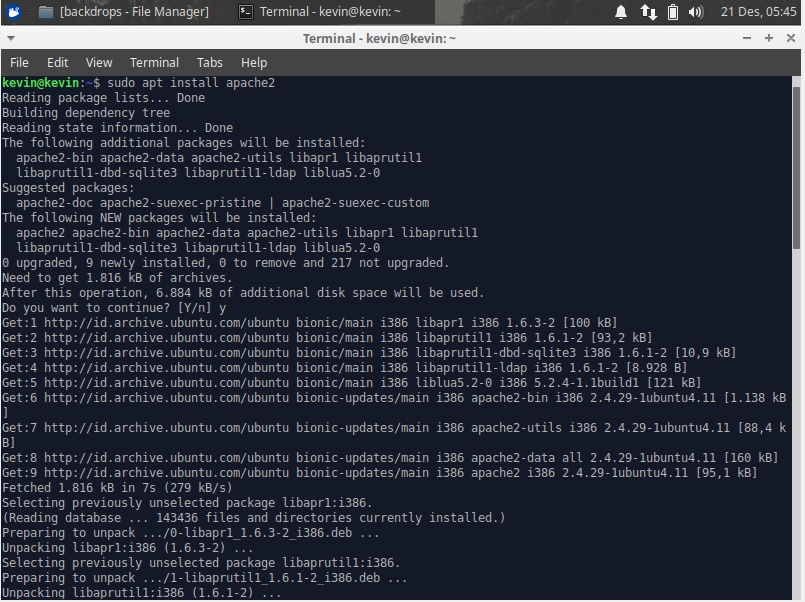 [backdrops - File Manager]
Terminal - kevin@kevin: ~
21 Des, 05:45
Terminal - kevin@kevin: ~
File Edit View Terminal Tabs Help
kevin@kevin:~$ sudo apt install apache2
Reading package lists... Done
Building dependency tree
Reading state information... Done
The following additional packages will be installed:
  apache2-bin apache2-data apache2-utils libapr1 libaprutil1
  libaprutil1-dbd-sqlite3 libaprutil1-ldap liblua5.2-0
Suggested packages:
  apache2-doc apache2-suexec-pristine | apache2-suexec-custom
The following NEW packages will be installed:
  apache2 apache2-bin apache2-data apache2-utils libapr1 libaprutil1
  libaprutil1-dbd-sqlite3 libaprutil1-ldap liblua5.2-0
0 upgraded, 9 newly installed, 0 to remove and 217 not upgraded.
Need to get 1.816 kB of archives.
After this operation, 6.884 kB of additional disk space will be used.
Do you want to continue? [Y/n] y
Get:1 http://id.archive.ubuntu.com/ubuntu bionic/main i386 libapr1 i386 1.6.3-2 [100 kB]
Get:2 http://id.archive.ubuntu.com/ubuntu bionic/main i386 libaprutil1 i386 1.6.1-2 [93,2 kB]
Get:3 http://id.archive.ubuntu.com/ubuntu bionic/main i386 libaprutil1-dbd-sqlite3 i386 1.6.1-2 [10,9 kB]
Get:4 http://id.archive.ubuntu.com/ubuntu bionic/main i386 libaprutil1-ldap i386 1.6.1-2 [8.928 B]
Get:5 http://id.archive.ubuntu.com/ubuntu bionic/main i386 liblua5.2-0 i386 5.2.4-1.1build1 [121 kB]
Get:6 http://id.archive.ubuntu.com/ubuntu bionic-updates/main i386 apache2-bin i386 2.4.29-1ubuntu4.11 [1.138 kB
]
Get:7 http://id.archive.ubuntu.com/ubuntu bionic-updates/main i386 apache2-utils i386 2.4.29-1ubuntu4.11 [88,4 k
B]
Get:8 http://id.archive.ubuntu.com/ubuntu bionic-updates/main i386 apache2-data all 2.4.29-1ubuntu4.11 [160 kB]
Get:9 http://id.archive.ubuntu.com/ubuntu bionic-updates/main i386 apache2 i386 2.4.29-1ubuntu4.11 [95,1 kB]
Fetched 1.816 kB in 7s (279 kB/s)
Selecting previously unselected package libapr1:i386.
(Reading database ... 143436 files and directories currently installed.)
Preparing to unpack .../0-libapr1_1.6.3-2_i386.deb ...
Unpacking libapr1:i386 (1.6.3-2) ...
Selecting previously unselected package libaprutil1:i386.
Preparing to unpack .../1-libaprutil1_1.6.1-2_i386.deb ...
Unpacking libaprutil1:i386 (1.6.1-2) ...